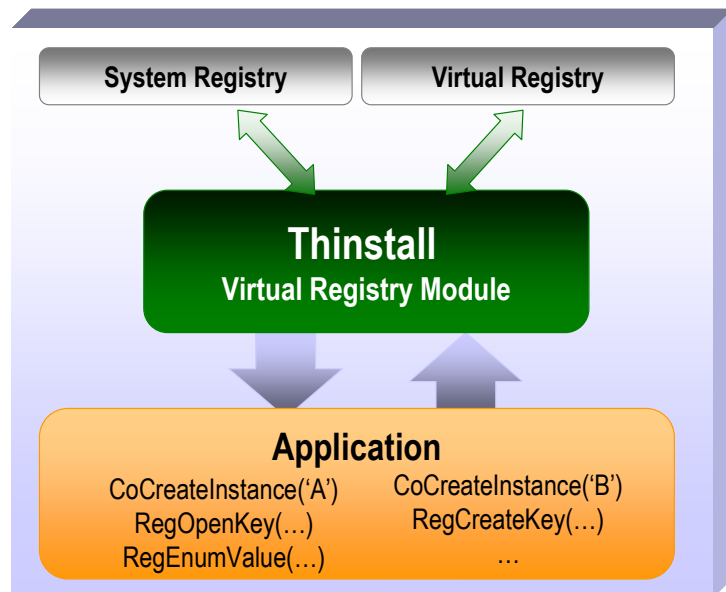 System Registry
Virtual Registry
Thinstall
Virtual Registry Module
Application
CoCreateInstance(‘A’)
RegOpenKey(…)
RegEnumValue(…)
CoCreateInstance(‘B’)
RegCreateKey(…)
…